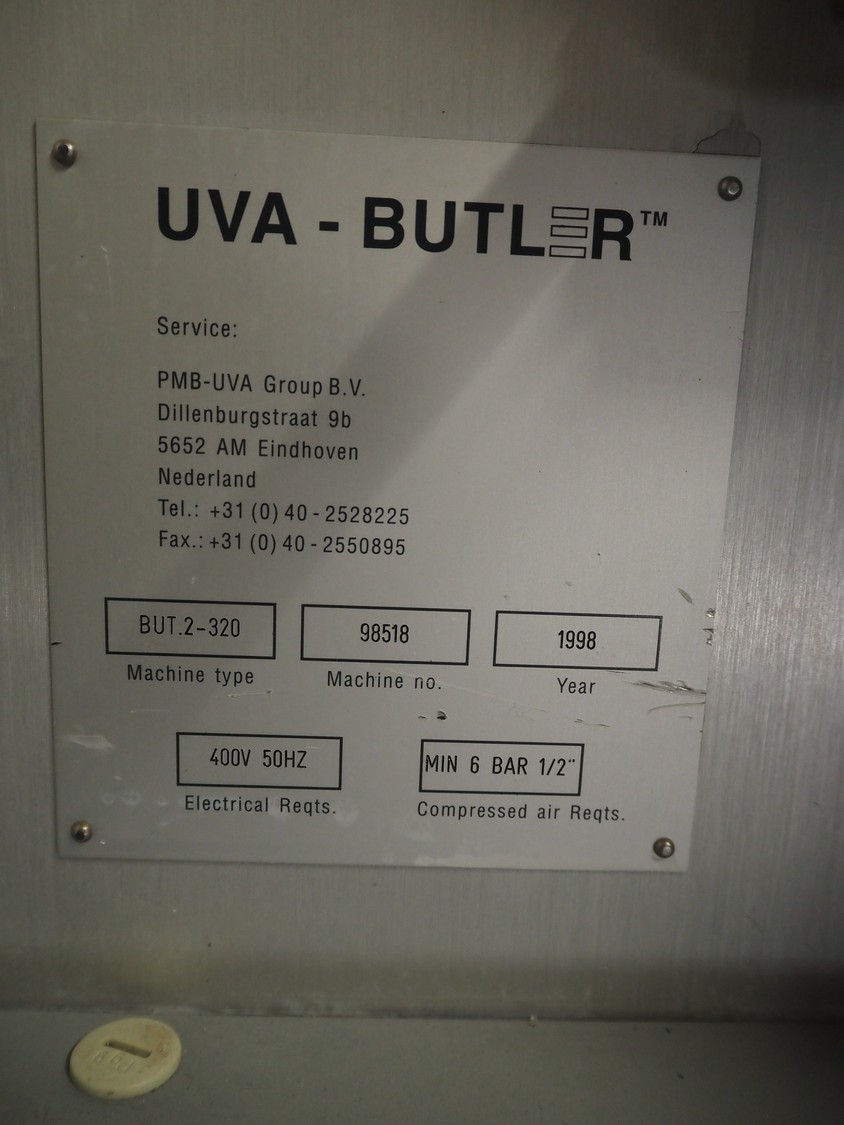 UVA - BUTLER™
Service:
PMB-UVA Group B.V.
Dillenburgstraat 9b
5652 AM Eindhoven
Nederland
Tel.: +31 (0) 40 - 2528225
Fax.: +31 (0) 40 - 2550895
BUT.2-320 98518 1998
Machine type Machine no. Year
400V 50HZ MIN 6 BAR 1/2"
Electrical Reqts. Compressed air Reqts.